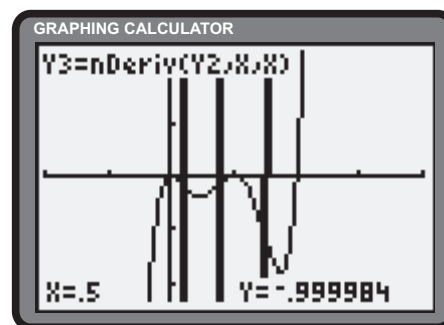 GRAPHING CALCULATOR
Y3=nDeriv(Y2,X,X)
X=.5 Y=-.999984